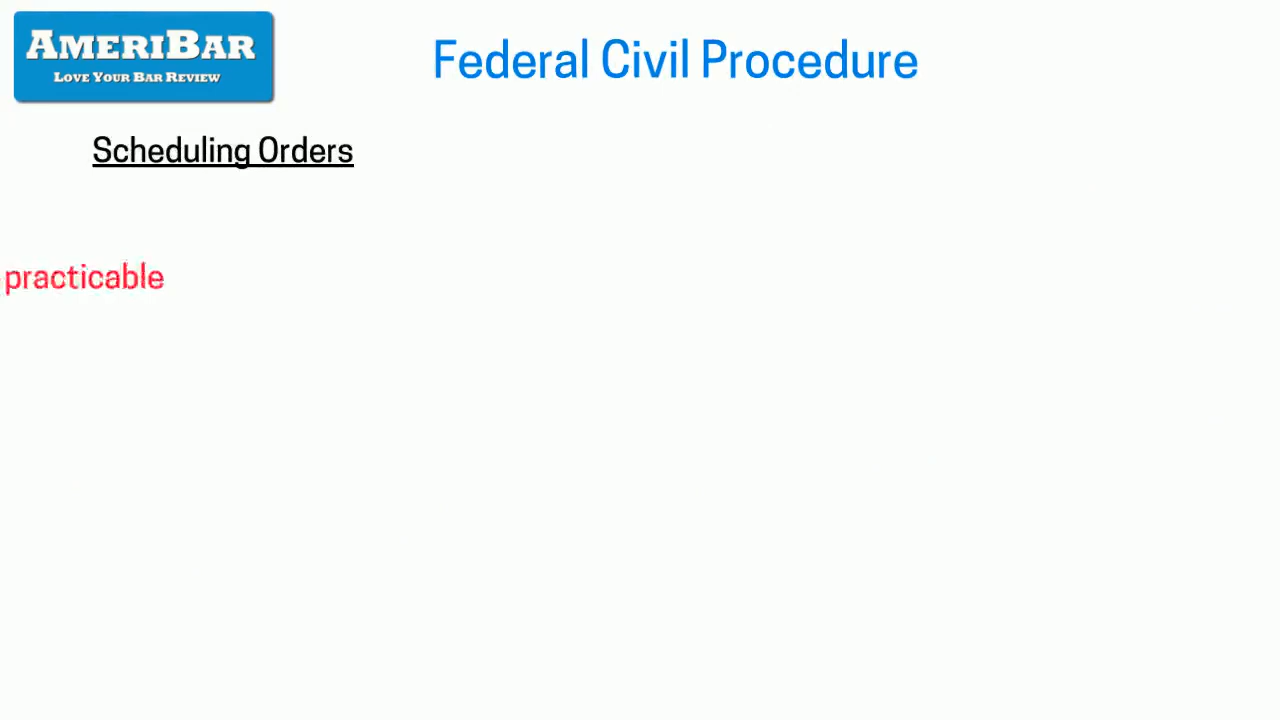 AMERIBAR
LOVE YOUR BAR REVIEW
Federal Civil Procedure
Scheduling Orders
practicable